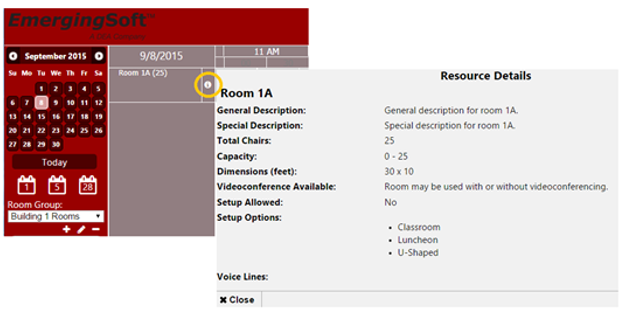 EmergingSoft
September 2015
Su Mo Tu We Th Fr Sa
1 2 3 4 5
6 7 8 9 10 11 12
13 14 15 16 17 18 19
20 21 22 23 24 25 26
27 28 29 30
Today
1 5 28
Room Group:
Building 1 Rooms
9/8/2015
11 AM
Room 1A (25)
Resource Details
Room 1A
General Description: General description for room 1A.
Special Description: Special description for room 1A.
Total Chairs: 25
Capacity: 0 - 25
Dimensions (feet): 30 x 10
Videoconference Available: Room may be used with or without videoconferencing.
Setup Allowed: No
Setup Options:
• Classroom
• Luncheon
• U-Shaped
Voice Lines:
✖ Close